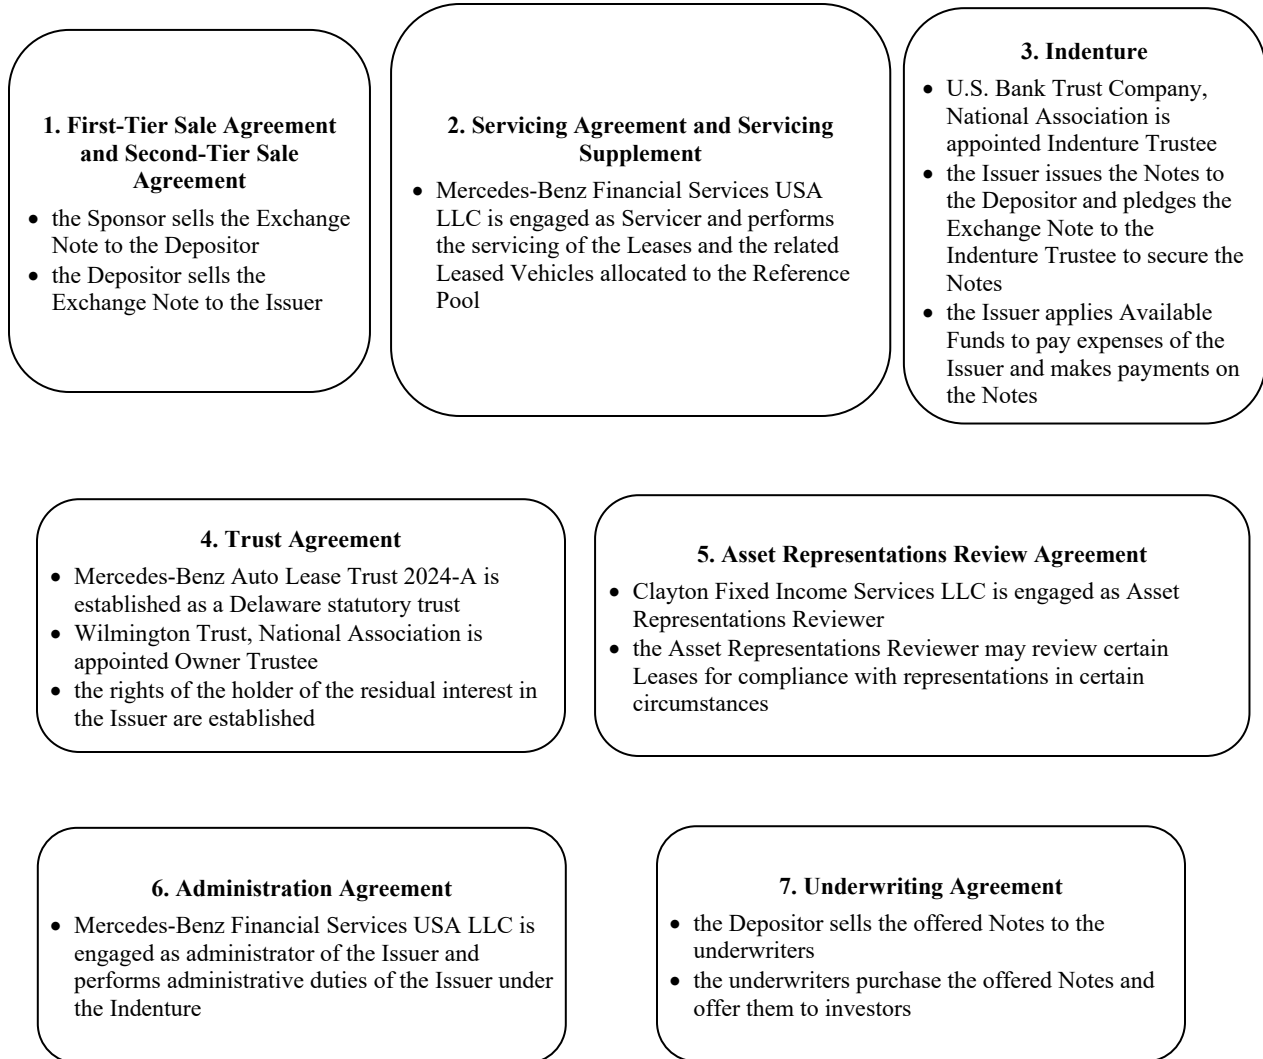 1. First-Tier Sale Agreement
and Second-Tier Sale
Agreement
• the Sponsor sells the Exchange
Note to the Depositor
• the Depositor sells the
Exchange Note to the Issuer
2. Servicing Agreement and Servicing
Supplement
• Mercedes-Benz Financial Services USA
LLC is engaged as Servicer and performs
the servicing of the Leases and the related
Leased Vehicles allocated to the Reference
Pool
3. Indenture
• U.S. Bank Trust Company,
National Association is
appointed Indenture Trustee
• the Issuer issues the Notes to
the Depositor and pledges the
Exchange Note to the
Indenture Trustee to secure the
Notes
• the Issuer applies Available
Funds to pay expenses of the
Issuer and makes payments on
the Notes
4. Trust Agreement
• Mercedes-Benz Auto Lease Trust 2024-A is
established as a Delaware statutory trust
• Wilmington Trust, National Association is
appointed Owner Trustee
• the rights of the holder of the residual interest in
the Issuer are established
5. Asset Representations Review Agreement
• Clayton Fixed Income Services LLC is engaged as Asset
Representations Reviewer
• the Asset Representations Reviewer may review certain
Leases for compliance with representations in certain
circumstances
6. Administration Agreement
• Mercedes-Benz Financial Services USA LLC is
engaged as administrator of the Issuer and
performs administrative duties of the Issuer under
the Indenture
7. Underwriting Agreement
• the Depositor sells the offered Notes to the
underwriters
• the underwriters purchase the offered Notes and
offer them to investors